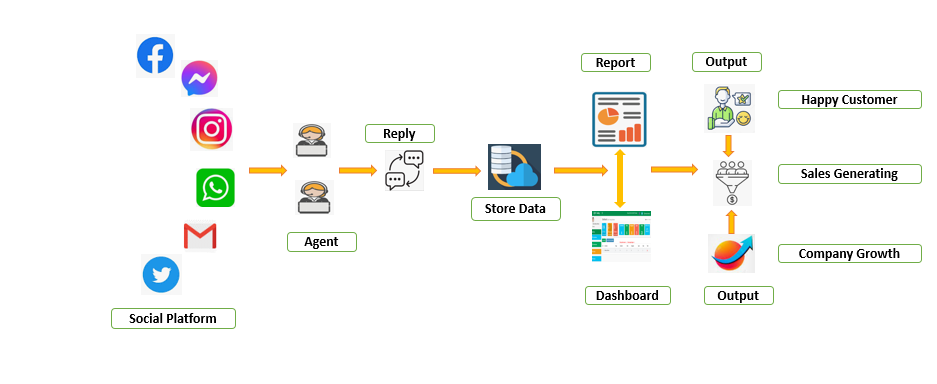 Report
Output
Happy Customer
Reply
Sales Generating
Store Data
Agent
Company Growth
Dashboard
Output
Social Platform